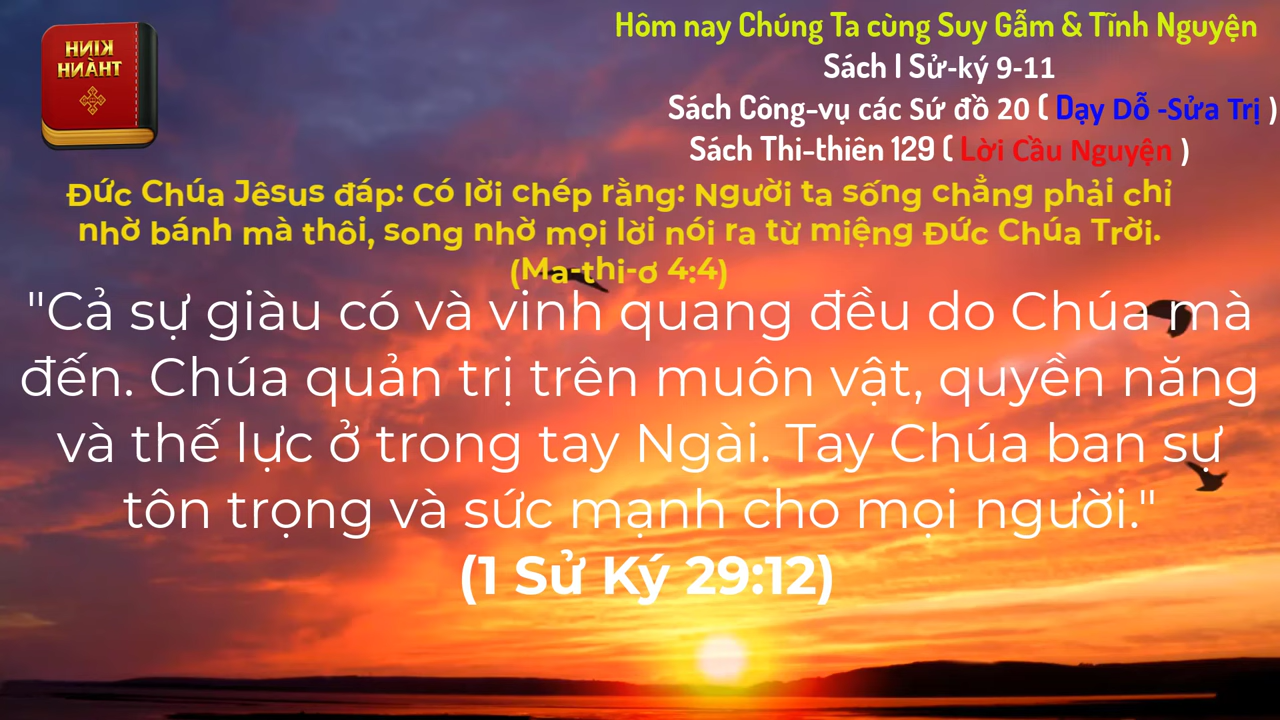 KINH
THÀNH
Hôm nay Chúng Ta cùng Suy Gẫm & Tĩnh Nguyện
Sách I Sử-ký 9-11
Sách Công-vụ các Sứ đồ 20 ( Dạy Dỗ -Sửa Trị )
Sách Thi-thiên 129 ( Lời Cầu Nguyện )
Đức Chúa Jêsus đáp: Có lời chép rằng: Người ta sống chẳng phải chỉ
nhờ bánh mà thôi, song nhờ mọi lời nói ra từ miệng Đức Chúa Trời.
(Ma-thi-ơ 4:4)
"Cả sự giàu có và vinh quang đều do Chúa mà
đến. Chúa quản trị trên muôn vật, quyền năng
và thế lực ở trong tay Ngài. Tay Chúa ban sự
tôn trọng và sức mạnh cho mọi người."
(1 Sử Ký 29:12)